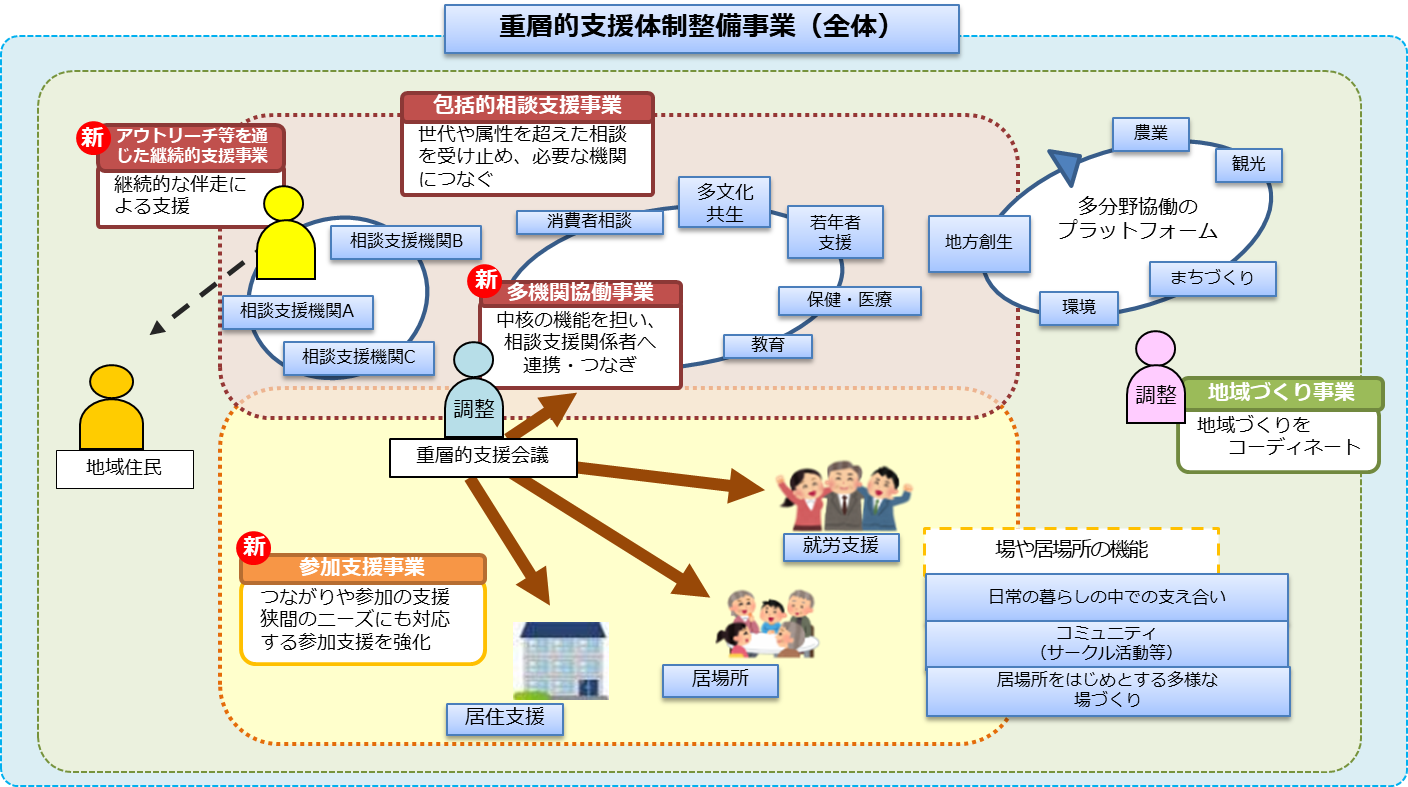 重層的支援体制整備事業（全体）
新
アウトリーチ等を通
じた継続的支援事業
継続的な伴走に
よる支援
包括的相談支援事業
世代や属性を超えた相談
を受け止め、必要な機関
につなぐ
相談支援機関B
相談支援機関A
相談支援機関C
消費者相談
多文化
共生
若年者
支援
保健・医療
教育
新
多機関協働事業
中核の機能を担い、
相談支援関係者へ
連携・つなぎ
農業
観光
地方創生
多分野協働の
プラットフォーム
まちづくり
環境
調整
地域づくり事業
地域づくりを
コーディネート
地域住民
調整
重層的支援会議
新
参加支援事業
つながりや参加の支援
狭間のニーズにも対応
する参加支援を強化
就労支援
居場所
居住支援
場や居場所の機能
日常の暮らしの中での支え合い
コミュニティ
（サークル活動等）
居場所をはじめとする多様な
場づくり